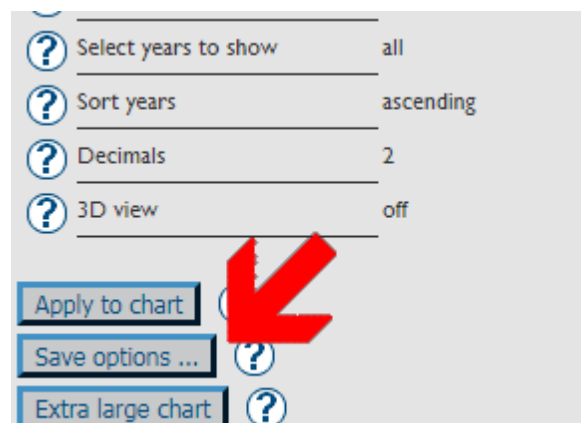 ? Select years to show all
? Sort years ascending
? Decimals 2
? 3D view off
Apply to chart
Save options ... ?
Extra large chart ?